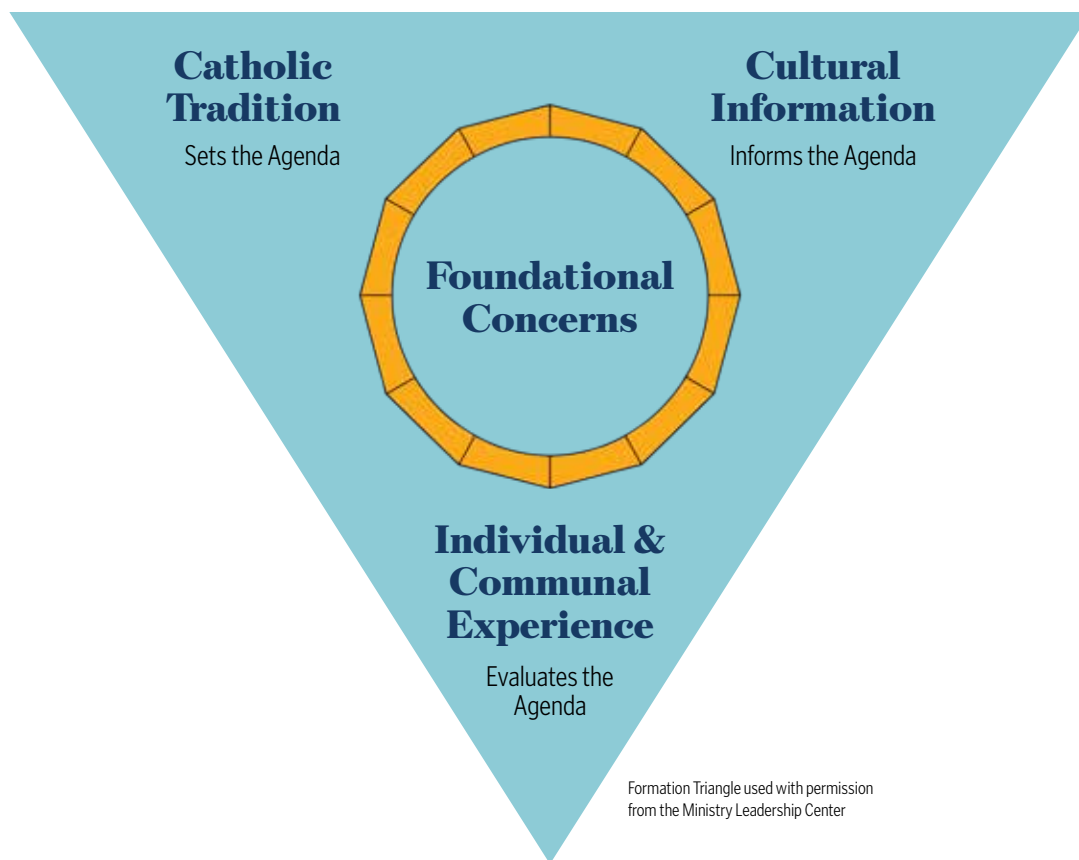 Catholic
Tradition
Sets the Agenda
Cultural
Information
Informs the Agenda
Foundational
Concerns
Individual &
Communal
Experience
Evaluates the
Agenda
Formation Triangle used with permission
from the Ministry Leadership Center